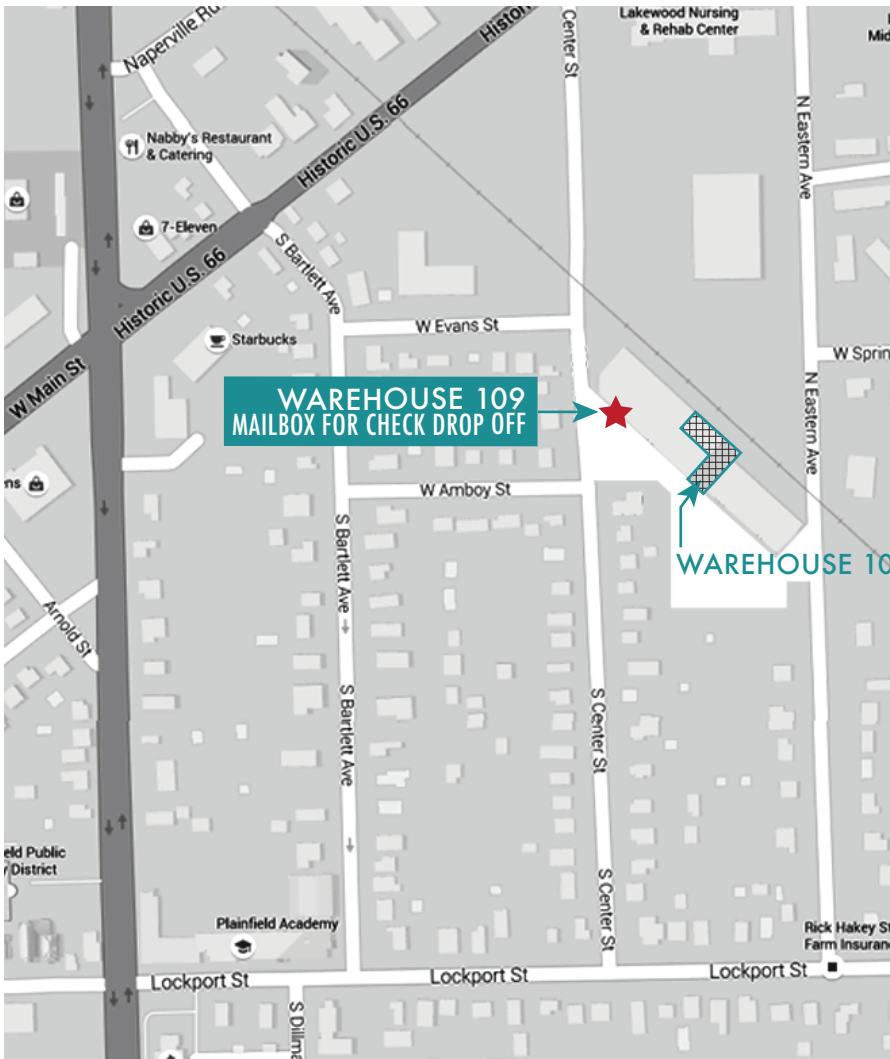 Naperville
Center St
Lakewood Nursing
& Rehab Center
Nabby's Restaurant
& Catering
Historic U.S. 66
N Eastern Ave
7-Eleven
S Bartlett Ave
Historic U.S. 66
Starbucks
W Main St
W Evans St
W Sprin
N Eastern Ave
WAREHOUSE 109
MAILBOX FOR CHECK DROP OFF
W Amboy St
WAREHOUSE 10
S Bartlett Ave
Arnold St
S Bartlett Ave
S Center St
eld Public
District
S Center St
Plainfield Academy
Rick Hakey St
Farm Insuran
Lockport St
Lockport St
Lockport St
S Dillma